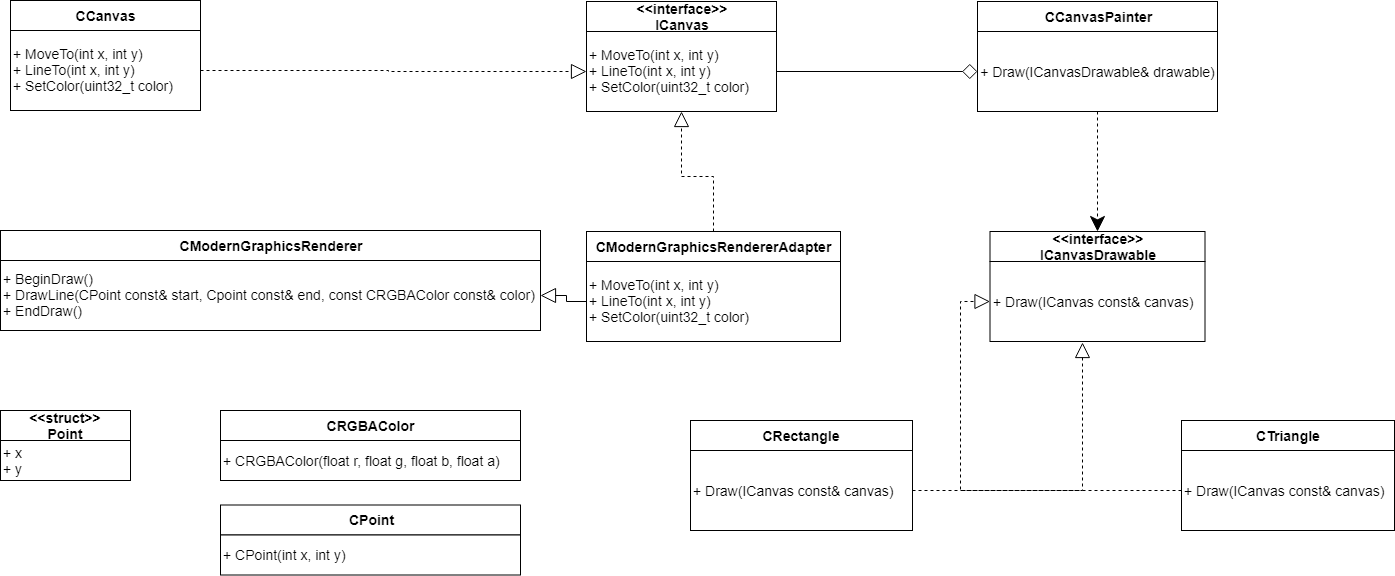 CCanvas
+ MoveTo(int x, int y)
+ LineTo(int x, int y)
+ SetColor(uint32_t color)
<<interface>>
ICanvas
+ MoveTo(int x, int y)
+ LineTo(int x, int y)
+ SetColor(uint32_t color)
CCanvasPainter
+ Draw(ICanvasDrawable& drawable)
CModernGraphicsRenderer
+ BeginDraw()
+ DrawLine(CPoint const& start, Cpoint const& end, const CRGBAColor const& color)
+ EndDraw()
CModernGraphicsRendererAdapter
+ MoveTo(int x, int y)
+ LineTo(int x, int y)
+ SetColor(uint32_t color)
<<interface>>
ICanvasDrawable
+ Draw(ICanvas const& canvas)
<<struct>>
Point
+ x
+ y
CRGBAColor
+ CRGBAColor(float r, float g, float b, float a)
CPoint
+ CPoint(int x, int y)
CRectangle
+ Draw(ICanvas const& canvas)
CTriangle
+ Draw(ICanvas const& canvas)